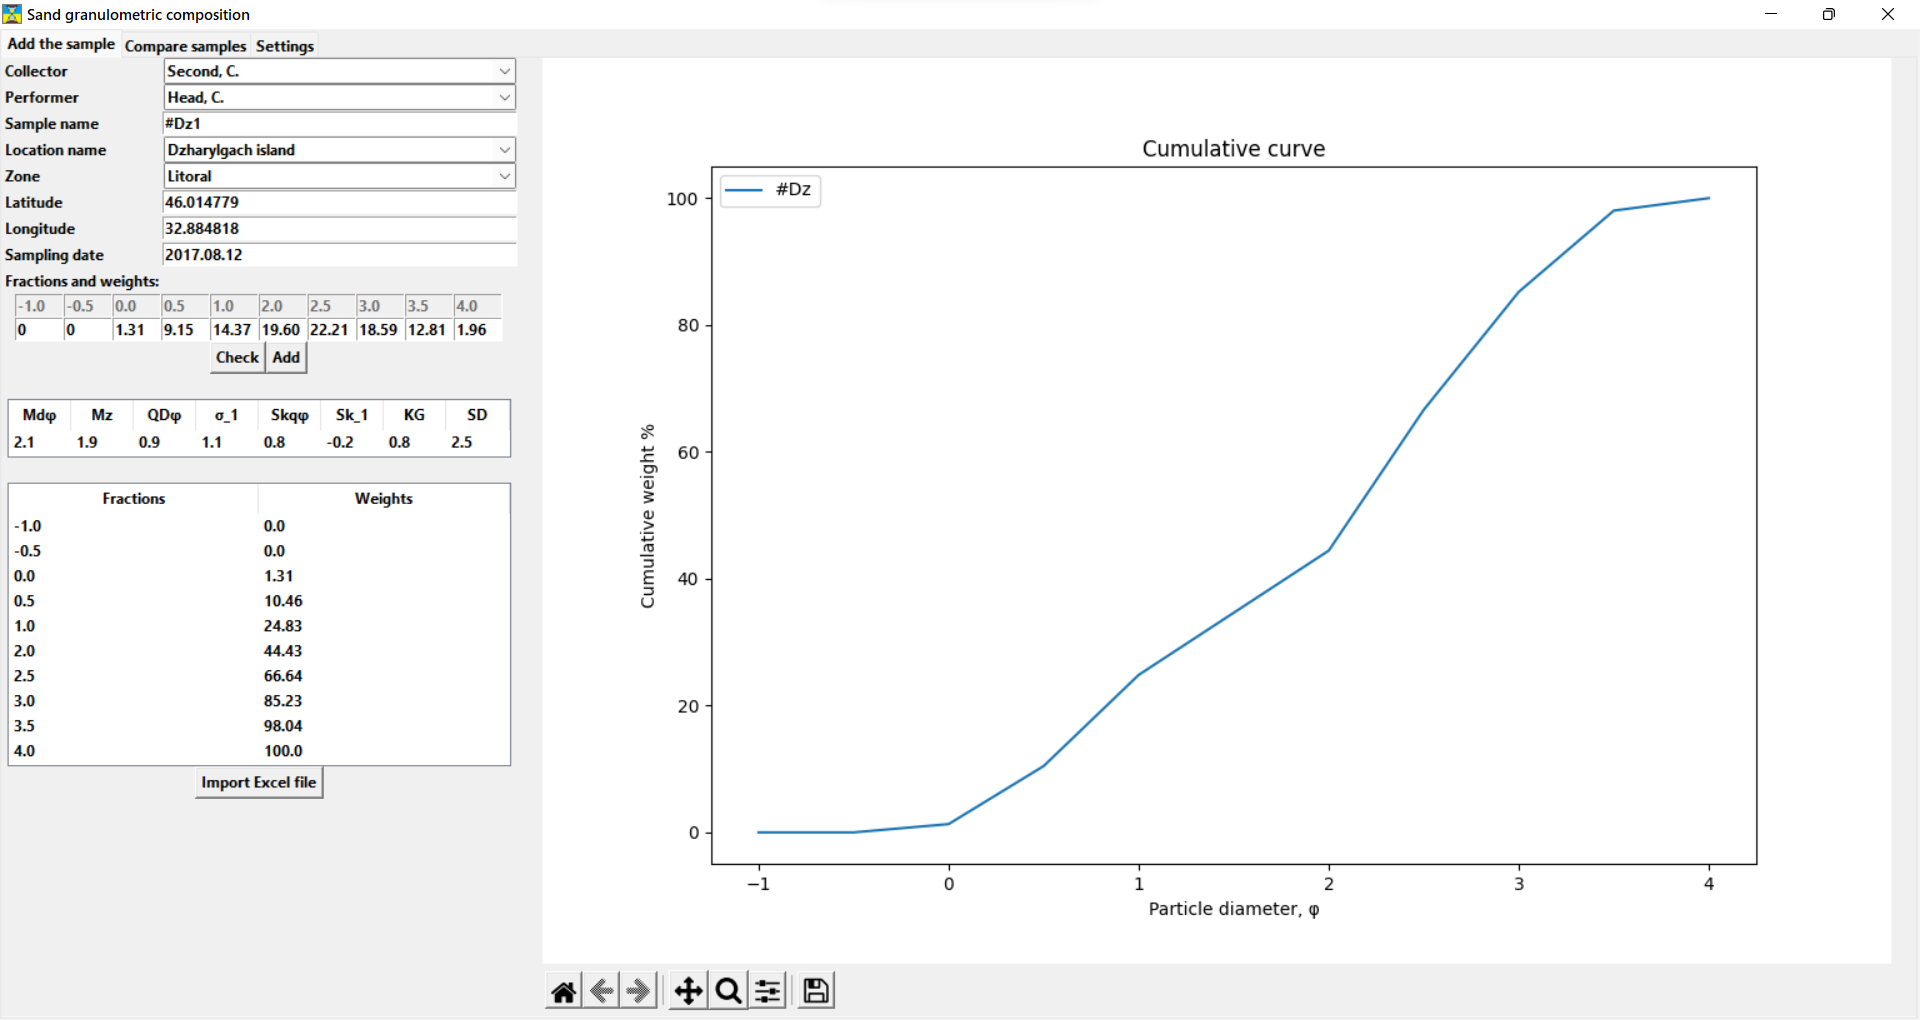 Sand granulometric composition
Add the sample Compare samples Settings
Collector Second, C.
Performer Head, C.
Sample name #Dz1
Location name Dzharylgach island
Zone Litoral
Latitude 46.014779
Longitude 32.884818
Sampling date 2017.08.12
Fractions and weights:
-1.0 -0.5 0.0 0.5 1.0 2.0 2.5 3.0 3.5 4.0
0 0 1.31 9.15 14.37 19.60 22.21 18.59 12.81 1.96
Check Add
Mdφ Mz QDφ σ_1 Skqφ Sk_1 KG SD
2.1 1.9 0.9 1.1 0.8 -0.2 0.8 2.5
Fractions Weights
-1.0 0.0
-0.5 0.0
0.0 1.31
0.5 10.46
1.0 24.83
2.0 44.43
2.5 66.64
3.0 85.23
3.5 98.04
4.0 100.0
Import Excel file
Cumulative curve
#Dz
100
80
60
40
20
0
Cumulative weight %
−1 0 1 2 3 4
Particle diameter, φ